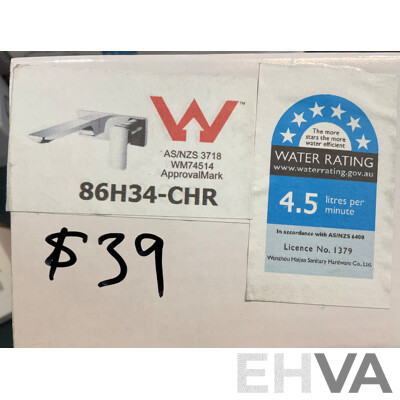 W™
AS/NZS 3718
WM74514
ApprovalMark
86H34-CHR
$39
The more
stars the more
water efficient
WATER RATING
www.waterrating.gov.au
4.5 litres per
minute
In accordance with AS/NZS 6400
Licence No. 1379
Wenzhou Haijun Sanitary Hardware Co., Ltd.
EHVA